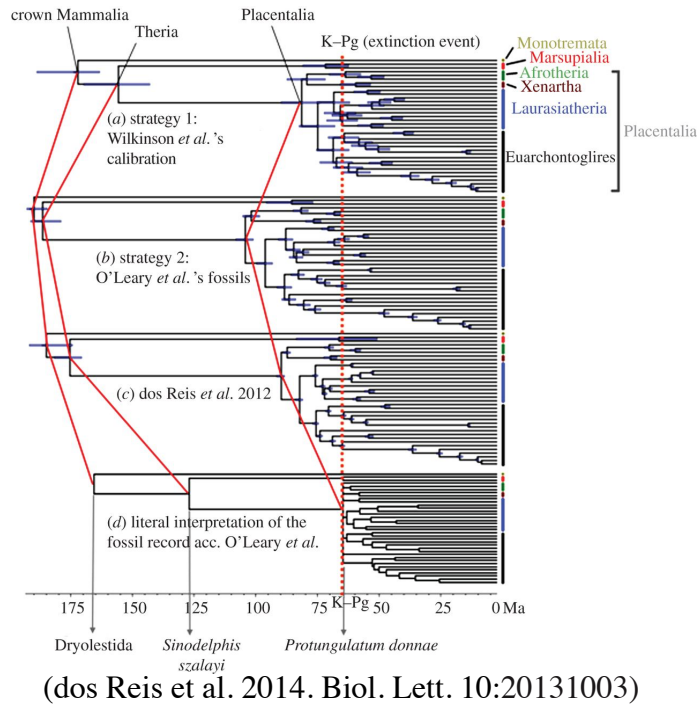 crown Mammalia
Theria
Placentalia
K–Pg (extinction event)
Monotremata
Marsupialia
Afrotheria
Xenartha
Laurasiatheria
Placentalia
Euarchontoglires
(a) strategy 1:
Wilkinson et al.'s
calibration
(b) strategy 2:
O'Leary et al.'s fossils
(c) dos Reis et al. 2012
(d) literal interpretation of the
fossil record acc. O'Leary et al.
175 150 125 100 75 K–Pg 50 25 0 Ma
Dryolestida
Sinodelphis
szalayi
Protungulatum donnae
(dos Reis et al. 2014. Biol. Lett. 10:20131003)